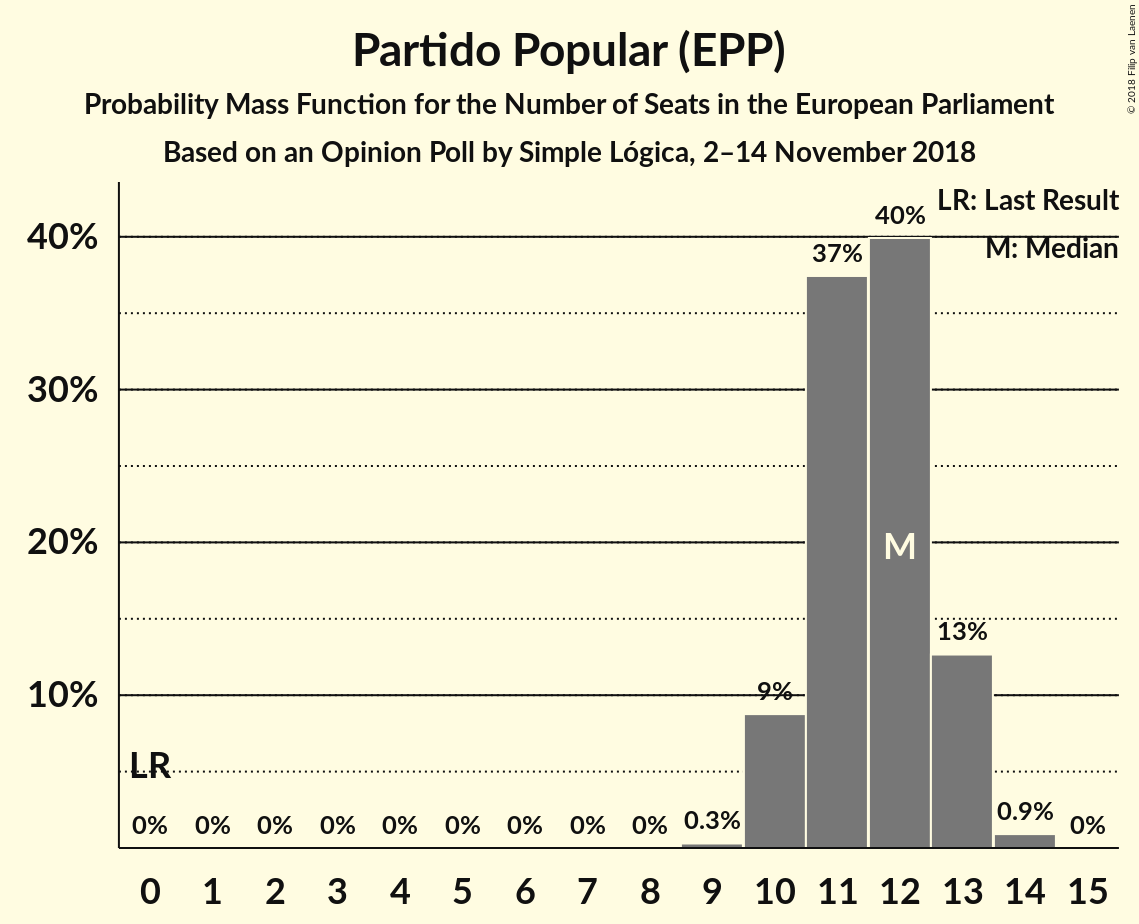 Partido Popular (EPP)
Probability Mass Function for the Number of Seats in the European Parliament
Based on an Opinion Poll by Simple Lógica, 2–14 November 2018
© 2018 Filip van Laenen
LR: Last Result
M: Median
40%
30%
20%
10%
LR
0% 0% 0% 0% 0% 0% 0% 0% 0% 0.3% 9% 37% 40% 13% 0.9% 0%
M
0 1 2 3 4 5 6 7 8 9 10 11 12 13 14 15